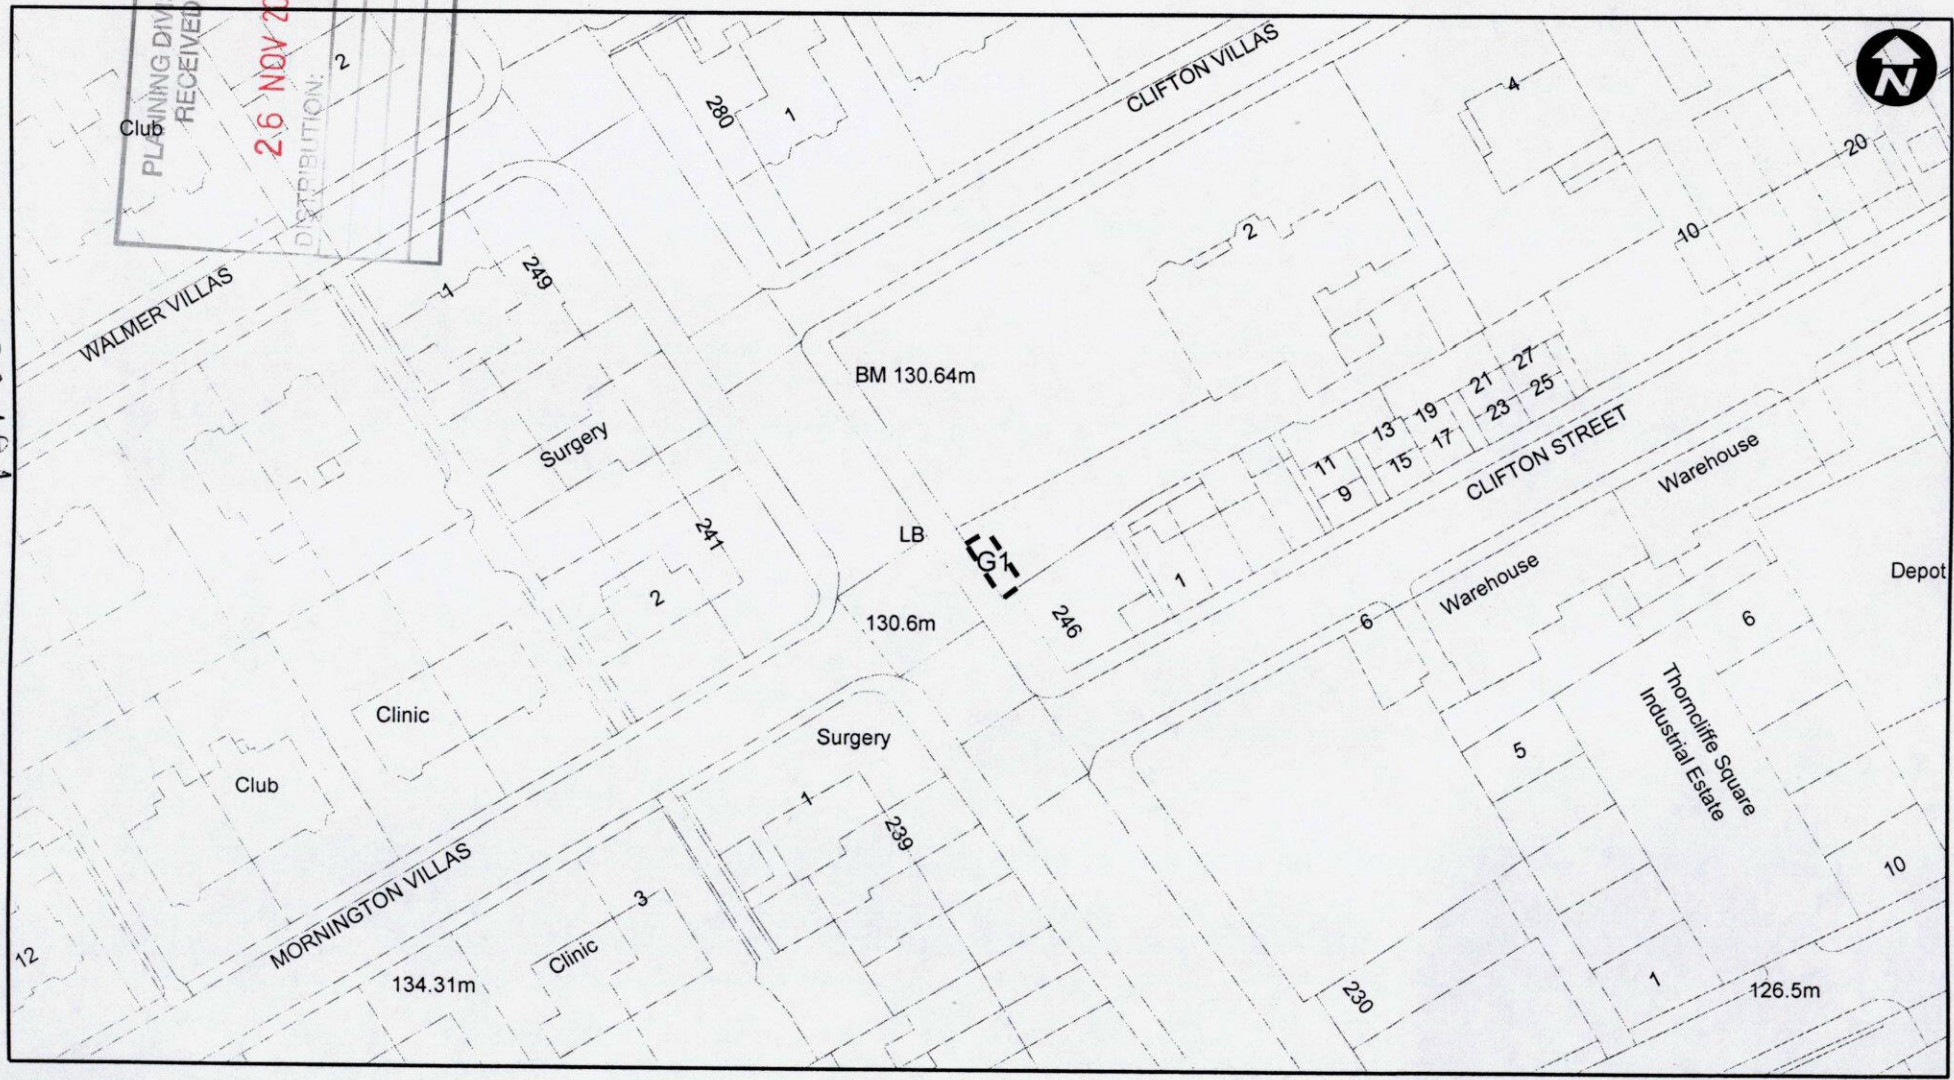 PLANNING DIVI
RECEIVED
26 NOV 20
DISTRIBUTION:
Club
2
280
1
CLIFTON VILLAS
4
N
20
10
2
WALMER VILLAS
1
249
BM 130.64m
Surgery
27
21
25
19
23
13
17
11
15
9
CLIFTON STREET
Warehouse
241
LB
G1
2
1
246
130.6m
6
Warehouse
Depot
6
Clinic
Surgery
Thorncliffe Square
Industrial Estate
5
Club
1
239
MORNINGTON VILLAS
3
Clinic
12
134.31m
230
10
1
126.5m